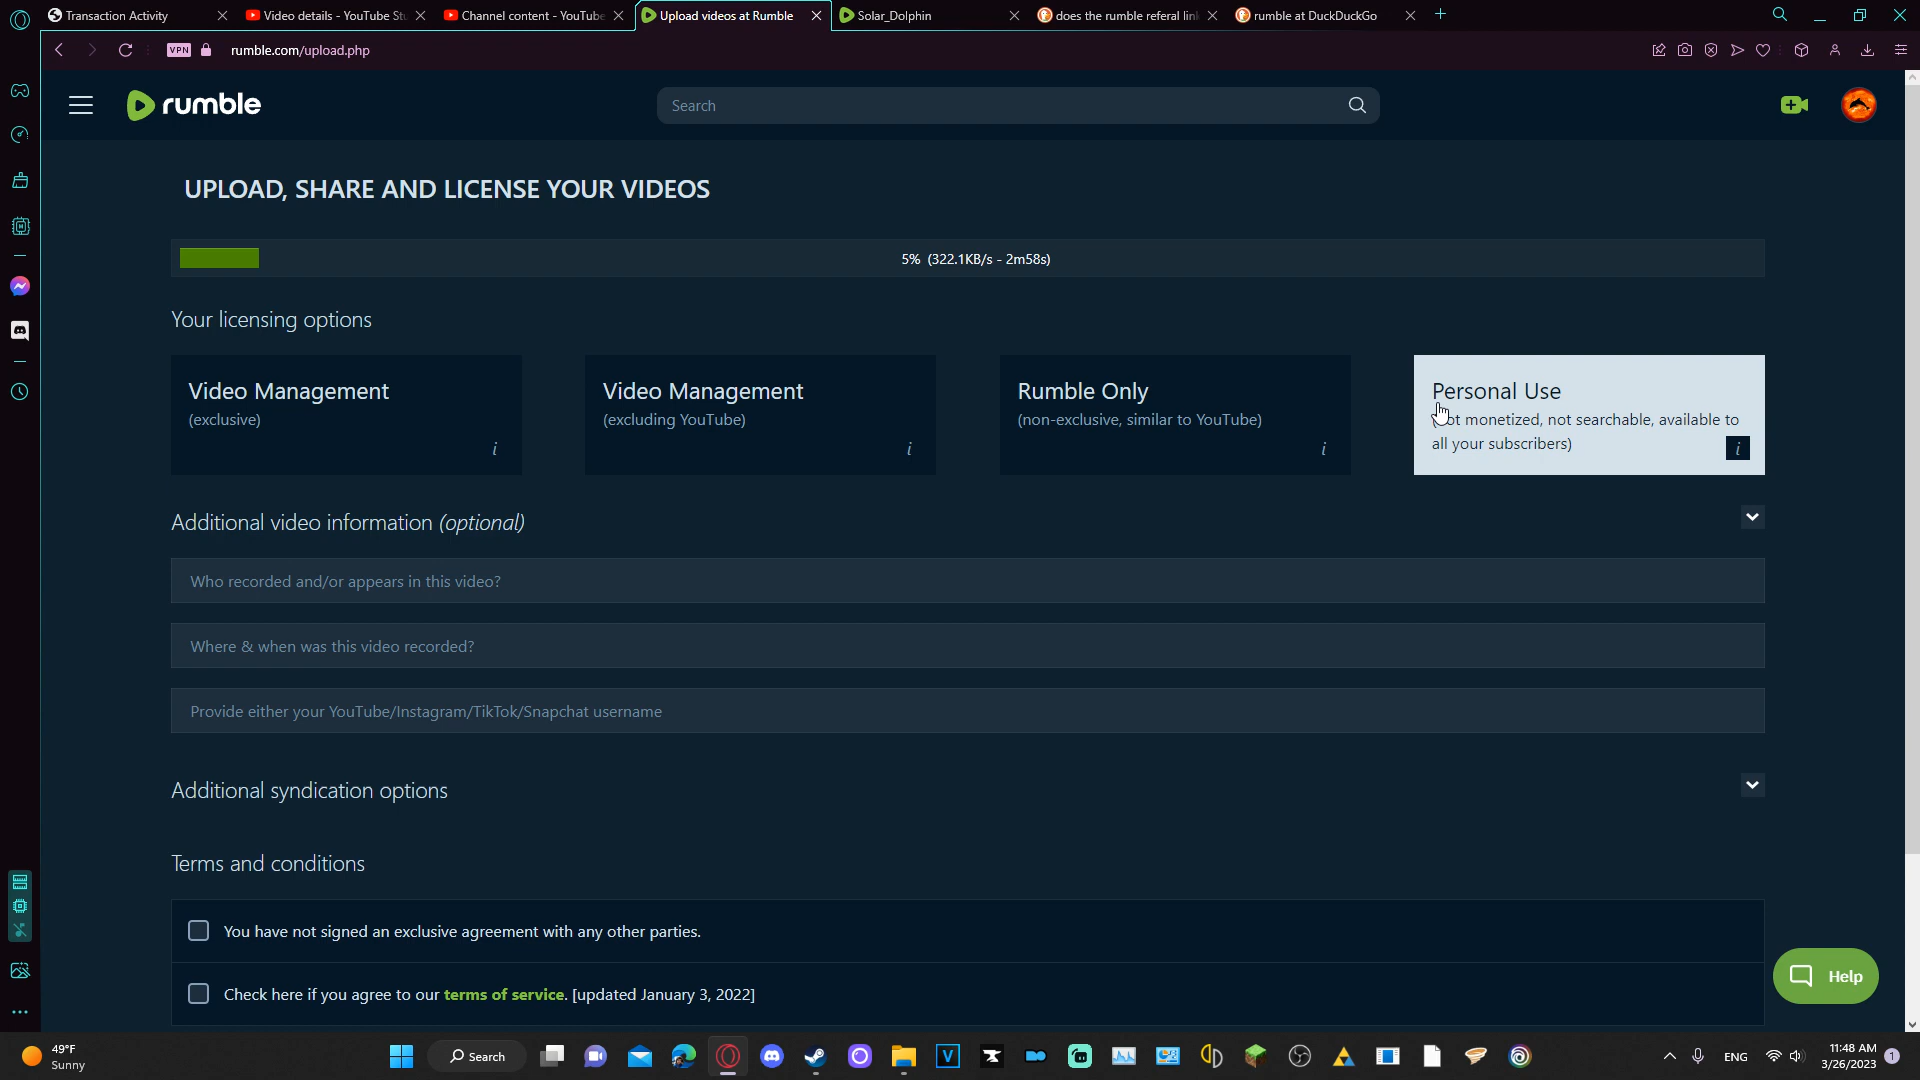 Transaction Activity
Video details - YouTube Stu
Channel content - YouTube
Upload videos at Rumble
Solar_Dolphin
does the rumble referal link
rumble at DuckDuckGo
VPN
rumble.com/upload.php
rumble
Search
UPLOAD, SHARE AND LICENSE YOUR VIDEOS
5% (322.1KB/s - 2m58s)
Your licensing options
Video Management
(exclusive)
i
Video Management
(excluding YouTube)
i
Rumble Only
(non-exclusive, similar to YouTube)
i
Personal Use
ot monetized, not searchable, available to
all your subscribers)
i
Additional video information (optional)
Who recorded and/or appears in this video?
Where & when was this video recorded?
Provide either your YouTube/Instagram/TikTok/Snapchat username
Additional syndication options
Terms and conditions
You have not signed an exclusive agreement with any other parties.
Check here if you agree to our terms of service. [updated January 3, 2022]
Help
49°F
Sunny
Search
V
ENG
11:48 AM
3/26/2023
1